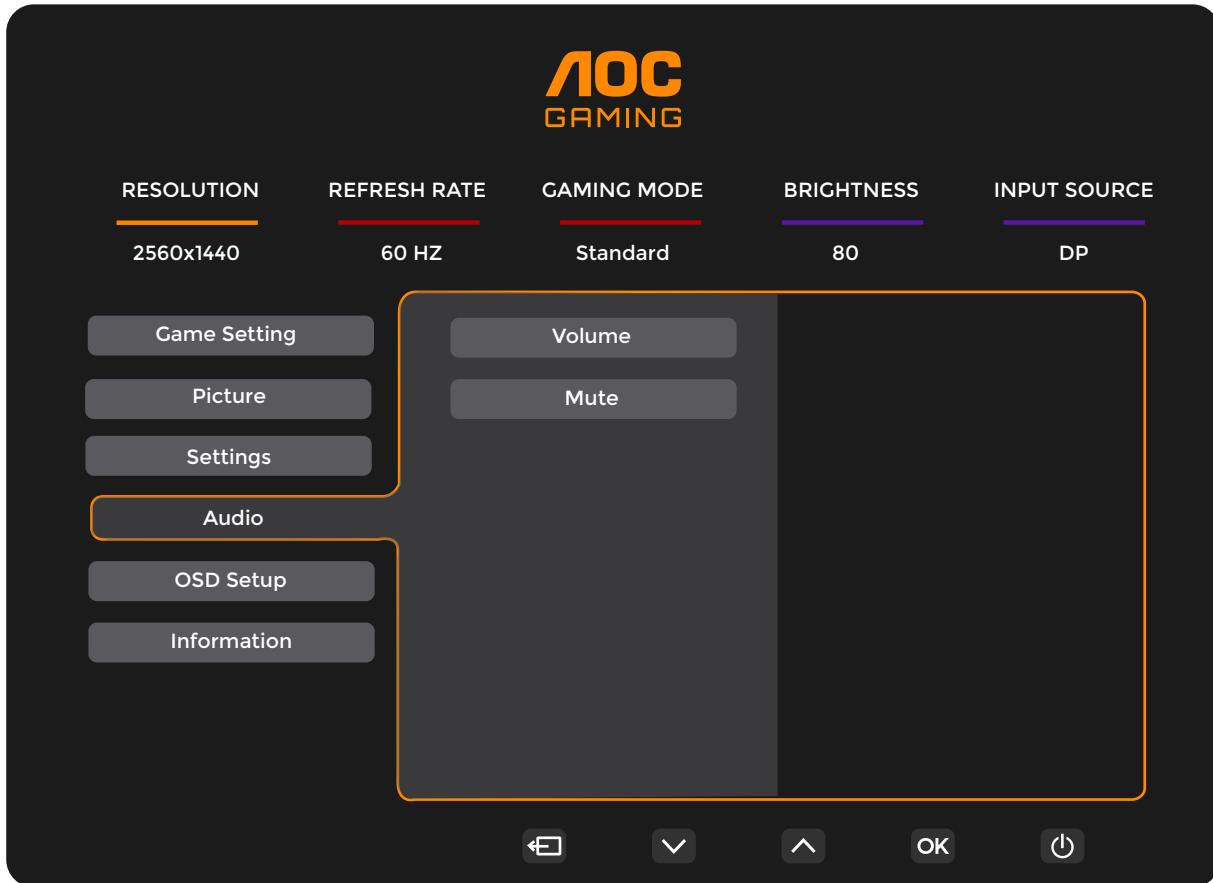 AOC
GAMING
RESOLUTION REFRESH RATE GAMING MODE BRIGHTNESS INPUT SOURCE
2560x1440 60 HZ Standard 80 DP
Game Setting Volume
Picture Mute
Settings
Audio
OSD Setup
Information
OK